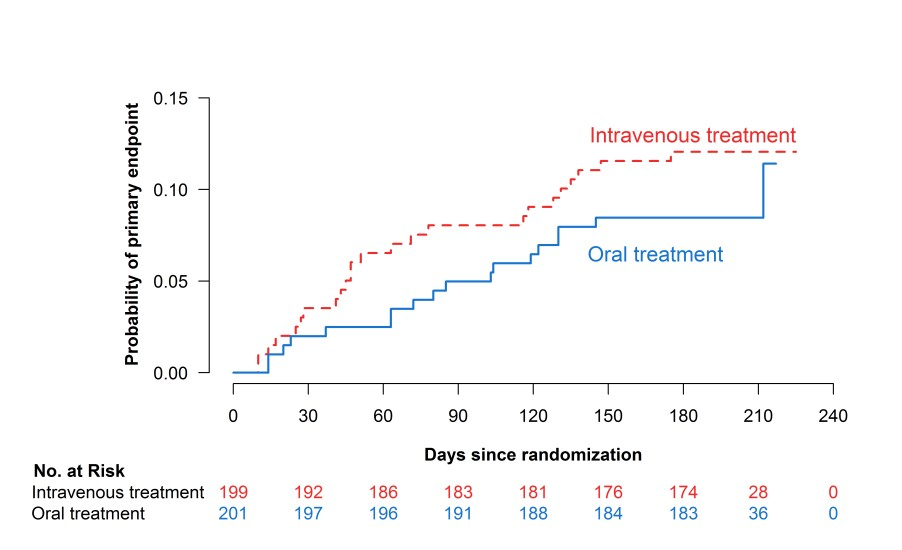 0.15
Intravenous treatment
0.10
Oral treatment
0.05
0.00
Probability of primary endpoint
0 30 60 90 120 150 180 210 240
Days since randomization
No. at Risk
Intravenous treatment 199 192 186 183 181 176 174 28 0
Oral treatment 201 197 196 191 188 184 183 36 0